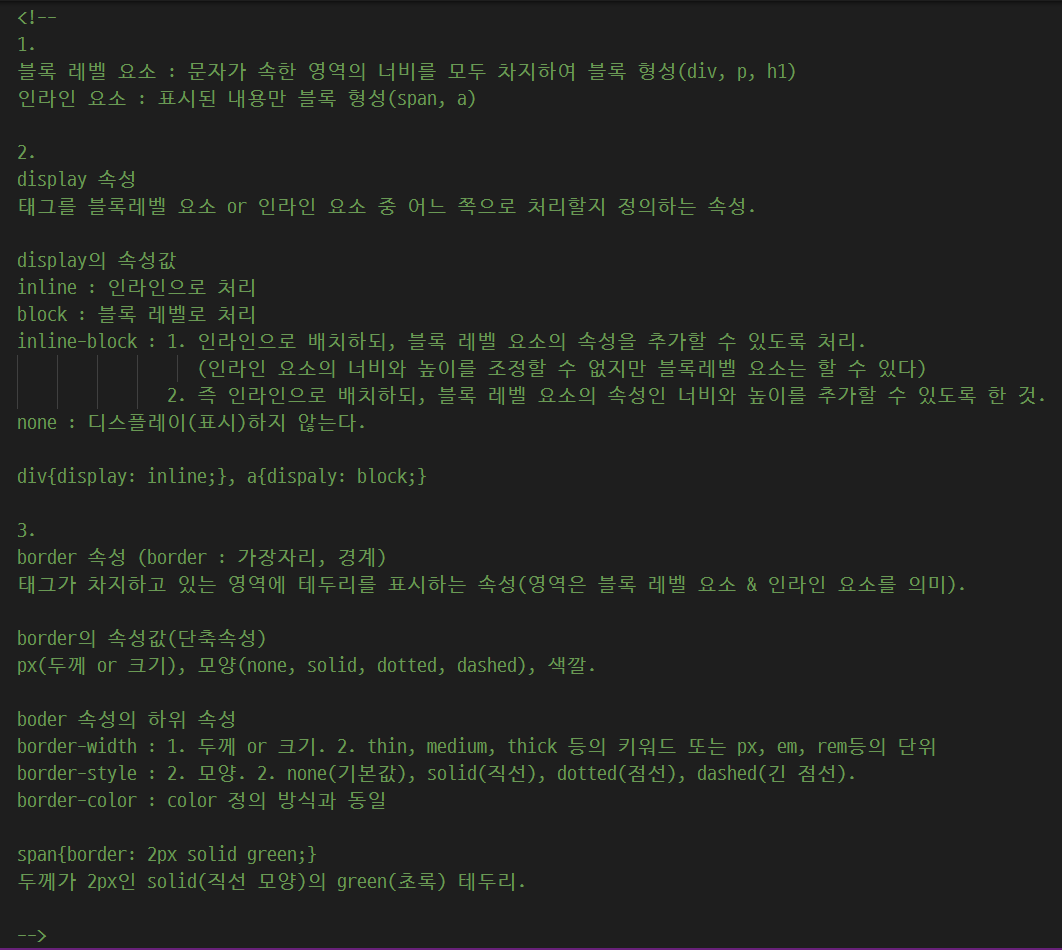 <!--
1.
블록 레벨 요소 : 문자가 속한 영역의 너비를 모두 차지하여 블록 형성(div, p, h1)
인라인 요소 : 표시된 내용만 블록 형성(span, a)
2.
display 속성
태그를 블록레벨 요소 or 인라인 요소 중 어느 쪽으로 처리할지 정의하는 속성.
display의 속성값
inline : 인라인으로 처리
block : 블록 레벨로 처리
inline-block : 1. 인라인으로 배치하되, 블록 레벨 요소의 속성을 추가할 수 있도록 처리.
(인라인 요소의 너비와 높이를 조정할 수 없지만 블록레벨 요소는 할 수 있다)
2. 즉 인라인으로 배치하되, 블록 레벨 요소의 속성인 너비와 높이를 추가할 수 있도록 한 것.
none : 디스플레이(표시)하지 않는다.
div{display: inline;}, a{dispaly: block;}
3.
border 속성 (border : 가장자리, 경계)
태그가 차지하고 있는 영역에 테두리를 표시하는 속성(영역은 블록 레벨 요소 & 인라인 요소를 의미).
border의 속성값(단축속성)
px(두께 or 크기), 모양(none, solid, dotted, dashed), 색깔.
boder 속성의 하위 속성
border-width : 1. 두께 or 크기. 2. thin, medium, thick 등의 키워드 또는 px, em, rem등의 단위
border-style : 2. 모양. 2. none(기본값), solid(직선), dotted(점선), dashed(긴 점선).
border-color : color 정의 방식과 동일
span{border: 2px solid green;}
두께가 2px인 solid(직선 모양)의 green(초록) 테두리.
-->